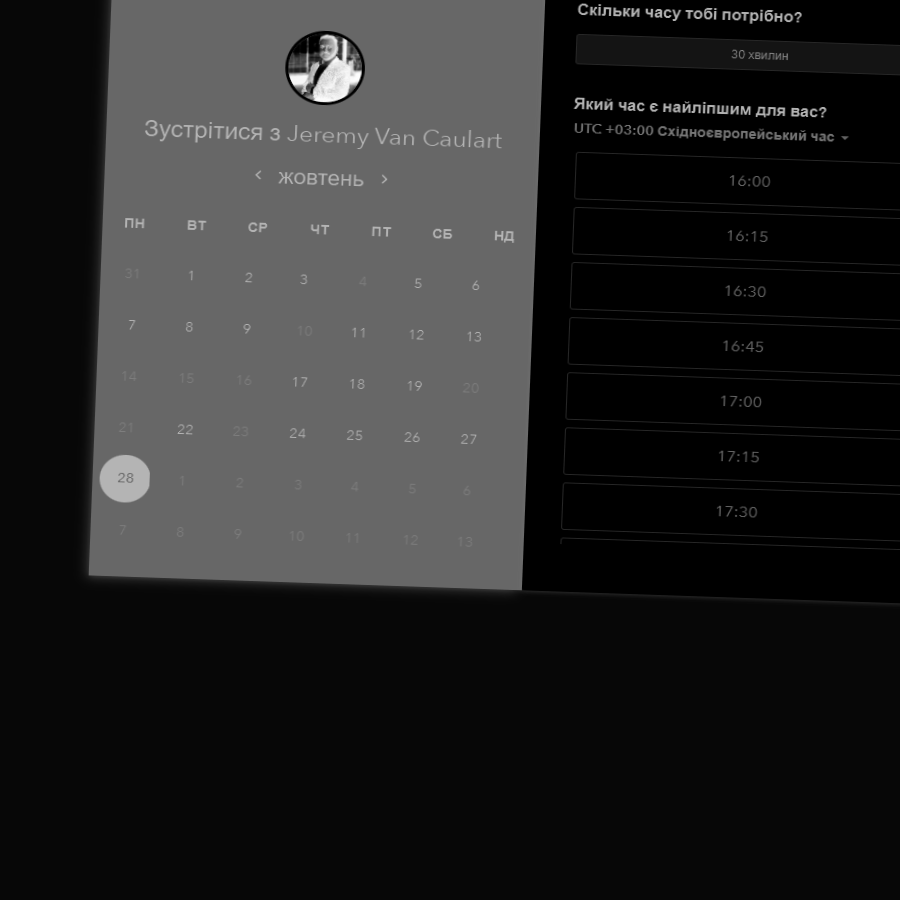 Зустрітися з Jeremy Van Caulart
‹ жовтень ›
ПН ВТ СР ЧТ ПТ СБ НД
31 1 2 3 4 5 6
7 8 9 10 11 12 13
14 15 16 17 18 19 20
21 22 23 24 25 26 27
28 1 2 3 4 5 6
7 8 9 10 11 12 13
Скільки часу тобі потрібно?
30 хвилин
Який час є найліпшим для вас?
UTC +03:00 Східноєвропейський час
16:00
16:15
16:30
16:45
17:00
17:15
17:30